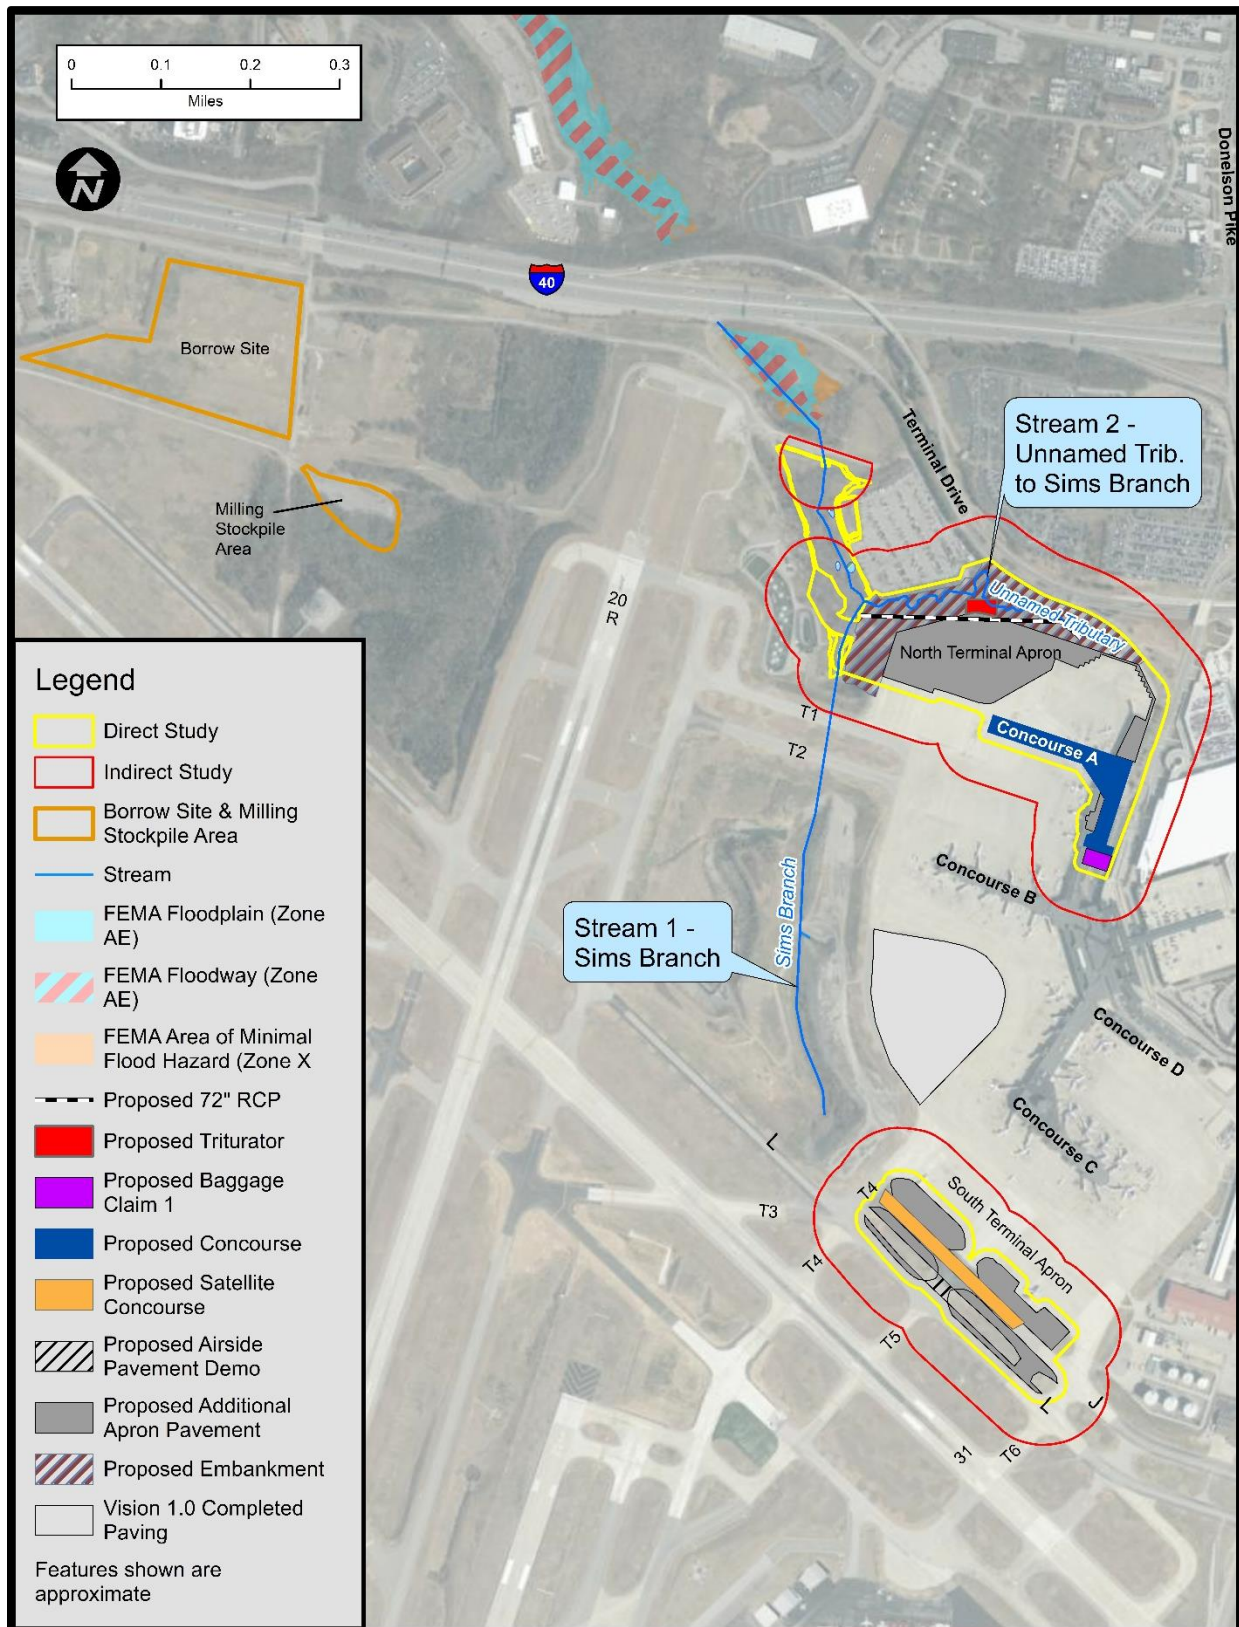 0 0.1 0.2 0.3
Miles
N
Donelson Pike
40
Borrow Site
Milling
Stockpile
Area
Terminal Drive
Stream 2 -
Unnamed Trib.
to Sims Branch
20
R
Unnamed Tributary
North Terminal Apron
T1
T2
Concourse A
Concourse B
Sims Branch
Stream 1 -
Sims Branch
Concourse D
Concourse C
L
T3
T4
T4
South Terminal Apron
T5
L
J
31
T6
Legend
Direct Study
Indirect Study
Borrow Site & Milling
Stockpile Area
Stream
FEMA Floodplain (Zone
AE)
FEMA Floodway (Zone
AE)
FEMA Area of Minimal
Flood Hazard (Zone X
Proposed 72" RCP
Proposed Triturator
Proposed Baggage
Claim 1
Proposed Concourse
Proposed Satellite
Concourse
Proposed Airside
Pavement Demo
Proposed Additional
Apron Pavement
Proposed Embankment
Vision 1.0 Completed
Paving
Features shown are
approximate